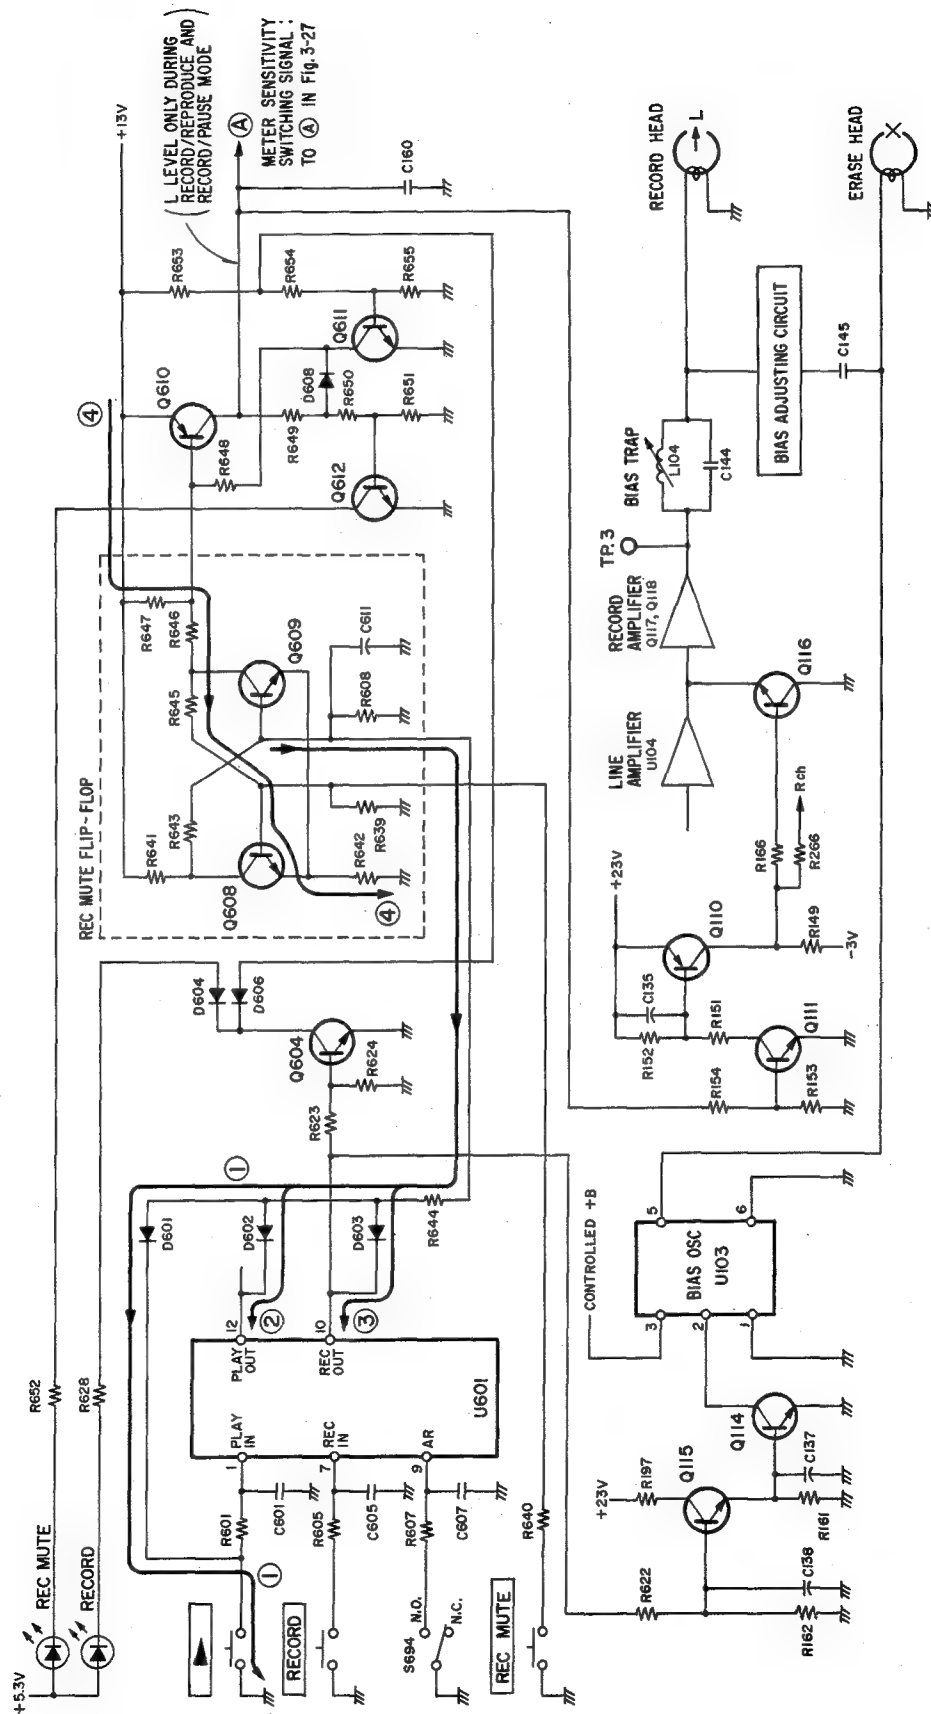 +5.3V
REC MUTE
RECORD
R652
R628
RECORD
REC MUTE
S694
N.O.
N.C.
R601
C601
R605
C605
R607
C607
R640
1
PLAY
IN
7
REC
IN
9
AR
U601
12
PLAY
OUT
10
REC
OUT
①
①
②
③
D601
D602
D603
R644
R623
R624
Q604
D604
D606
REC MUTE FLIP-FLOP
R641
R643
Q608
R642
R639
R645
R646
R647
Q609
R608
C611
④
④
Q610
R648
R649
D608
R650
R651
Q612
Q611
R653
R654
R655
+13V
(L LEVEL ONLY DURING
RECORD/REPRODUCE AND
RECORD/PAUSE MODE)
Ⓐ
METER SENSITIVITY
SWITCHING SIGNAL:
TO Ⓐ IN Fig.3-27
C160
+23V
R197
Q115
R622
R162
C138
R161
C137
Q114
CONTROLLED +B
3
2
1
5
6
BIAS OSC
U103
R154
R153
R152
C135
R151
Q111
+23V
Q110
R149
-3V
R166
R266
Rch
Q116
LINE
AMPLIFIER
U104
RECORD
AMPLIFIER
Q117, Q118
TP.3
BIAS TRAP
L104
C144
BIAS ADJUSTING CIRCUIT
C145
RECORD HEAD
L
ERASE HEAD